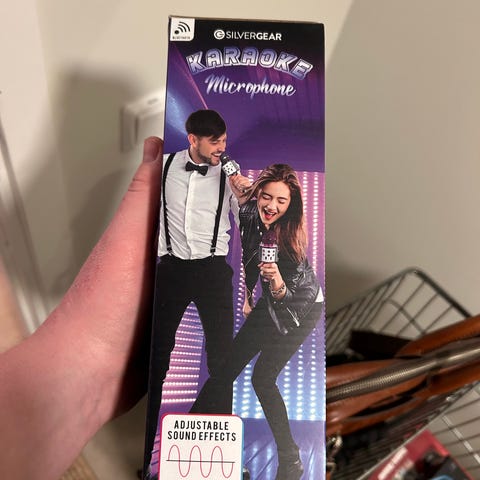 SILVERGEAR
KARAOKE
Microphone
ADJUSTABLE
SOUND EFFECTS